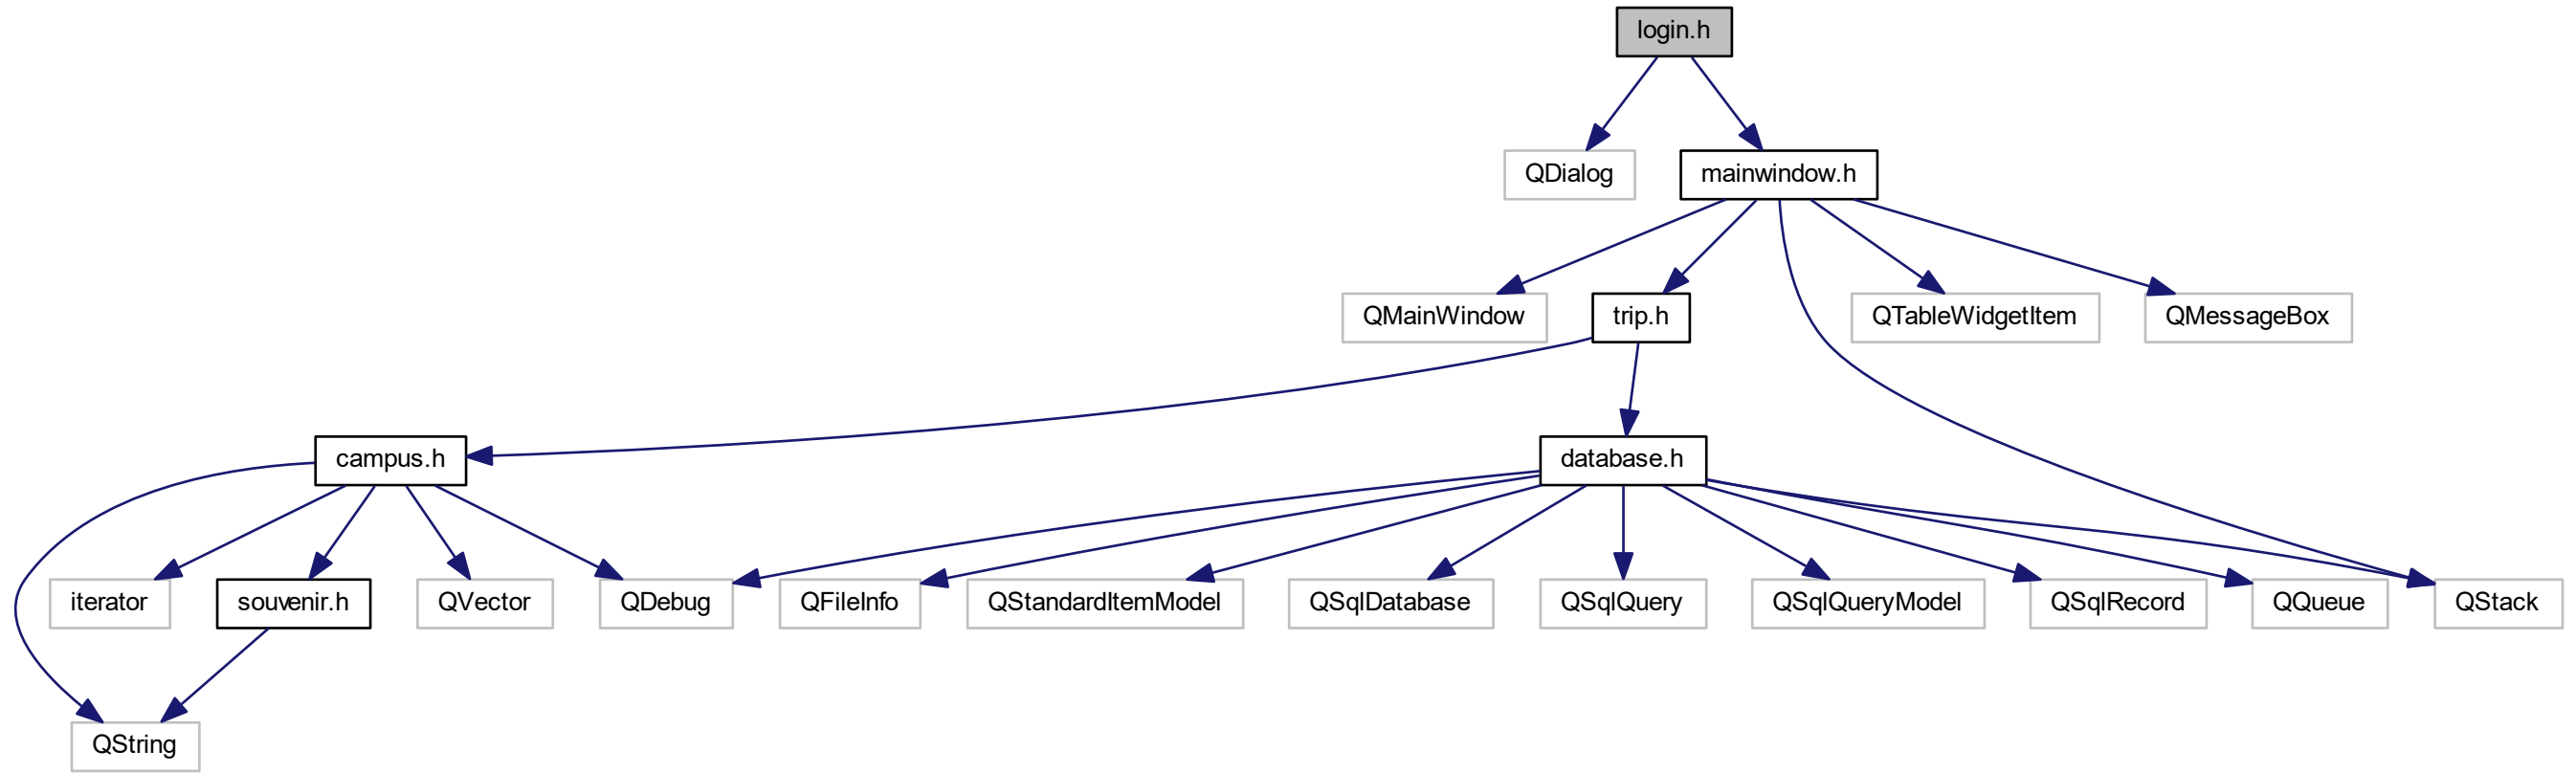 login.h
QDialog
mainwindow.h
QMainWindow
trip.h
QTableWidgetItem
QMessageBox
campus.h
database.h
iterator
souvenir.h
QVector
QDebug
QFileInfo
QStandardItemModel
QSqlDatabase
QSqlQuery
QSqlQueryModel
QSqlRecord
QQueue
QStack
QString